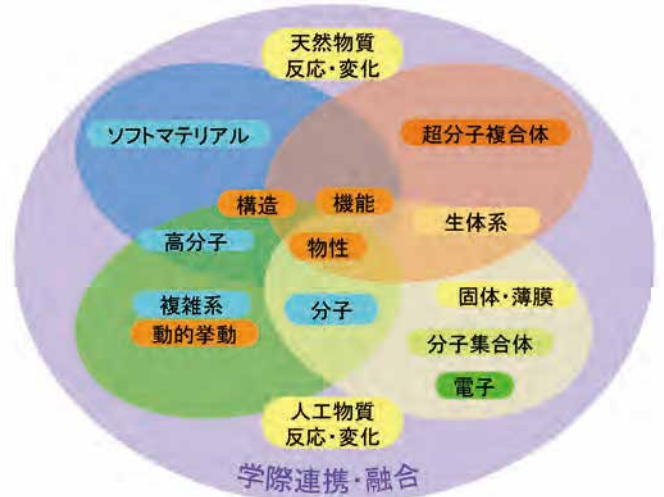 天然物質
反応・変化
ソフトマテリアル
超分子複合体
構造
機能
高分子
物性
生体系
複雑系
動的挙動
分子
固体・薄膜
分子集合体
電子
人工物質
反応・変化
学際連携・融合